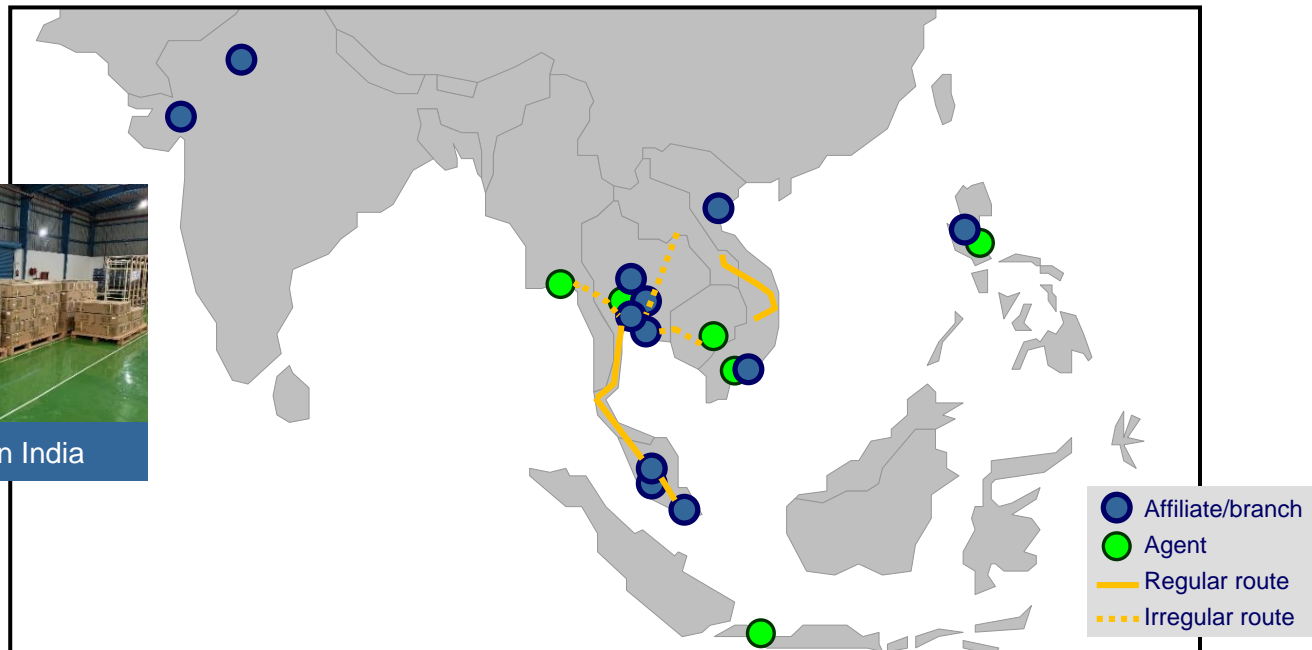 n India
Affiliate/branch
Agent
Regular route
Irregular route